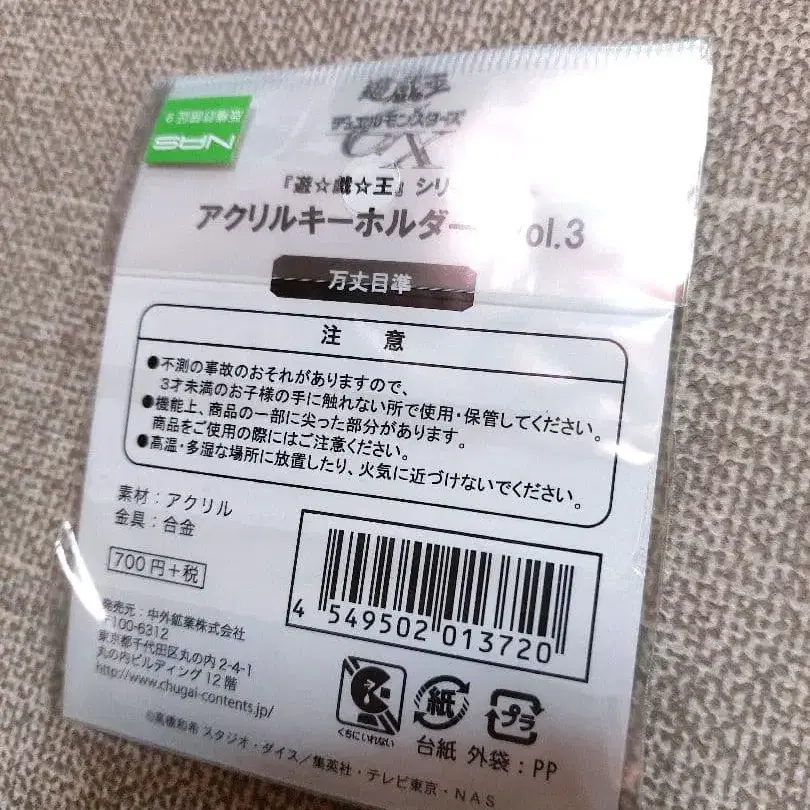 遊戯王
デュエルモンスターズ
GX
NAS
『遊☆戯☆王』シリ
アクリルキーホルダー vol.3
万丈目準
注 意
●不測の事故のおそれがありますので、
3才未満のお子様の手に触れない所で使用・保管してください。
●機能上、商品の一部に尖った部分があります。
商品をご使用の際にはご注意ください。
●高温・多湿な場所に放置したり、火気に近づけないでください。
素材：アクリル
金具：合金
700円+税
発売元：中外鉱業株式会社
〒100-6312
東京都千代田区丸の内2-4-1
丸の内ビルディング12階
http://www.chugai-contents.jp/
4 549502 013720
くちにいれない
紙
プラ
台紙 外袋：PP
©高橋和希 スタジオ・ダイス／集英社・テレビ東京・NAS